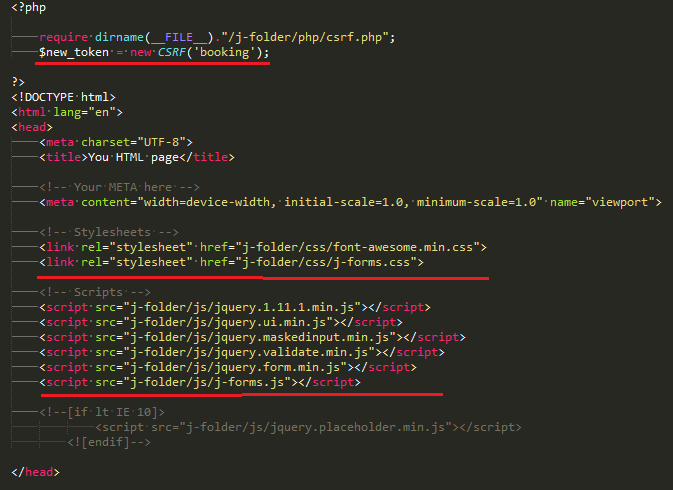 <?php
require dirname(__FILE__)."/j-folder/php/csrf.php";
$new_token = new CSRF('booking');
?>
<!DOCTYPE html>
<html lang="en">
<head>
<meta charset="UTF-8">
<title>You HTML page</title>
<!-- Your META here -->
<meta content="width=device-width, initial-scale=1.0, minimum-scale=1.0" name="viewport">
<!-- Stylesheets -->
<link rel="stylesheet" href="j-folder/css/font-awesome.min.css">
<link rel="stylesheet" href="j-folder/css/j-forms.css">
<!-- Scripts -->
<script src="j-folder/js/jquery.1.11.1.min.js"></script>
<script src="j-folder/js/jquery.ui.min.js"></script>
<script src="j-folder/js/jquery.maskedinput.min.js"></script>
<script src="j-folder/js/jquery.validate.min.js"></script>
<script src="j-folder/js/jquery.form.min.js"></script>
<script src="j-folder/js/j-forms.js"></script>
<!--[if lt IE 10]>
<script src="j-folder/js/jquery.placeholder.min.js"></script>
<![endif]-->
</head>